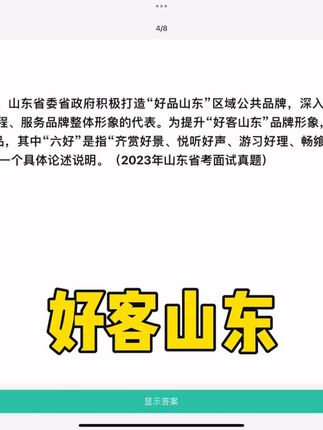 4/8
山东省委省政府积极打造“好品山东”区域公共品牌，深入
程、服务品牌整体形象的代表。为提升“好客山东”品牌形象，
品，其中“六好”是指“齐赏好景、悦听好声、游习好理、畅飨
一个具体论述说明。（2023年山东省考面试真题）
好客山东
显示答案